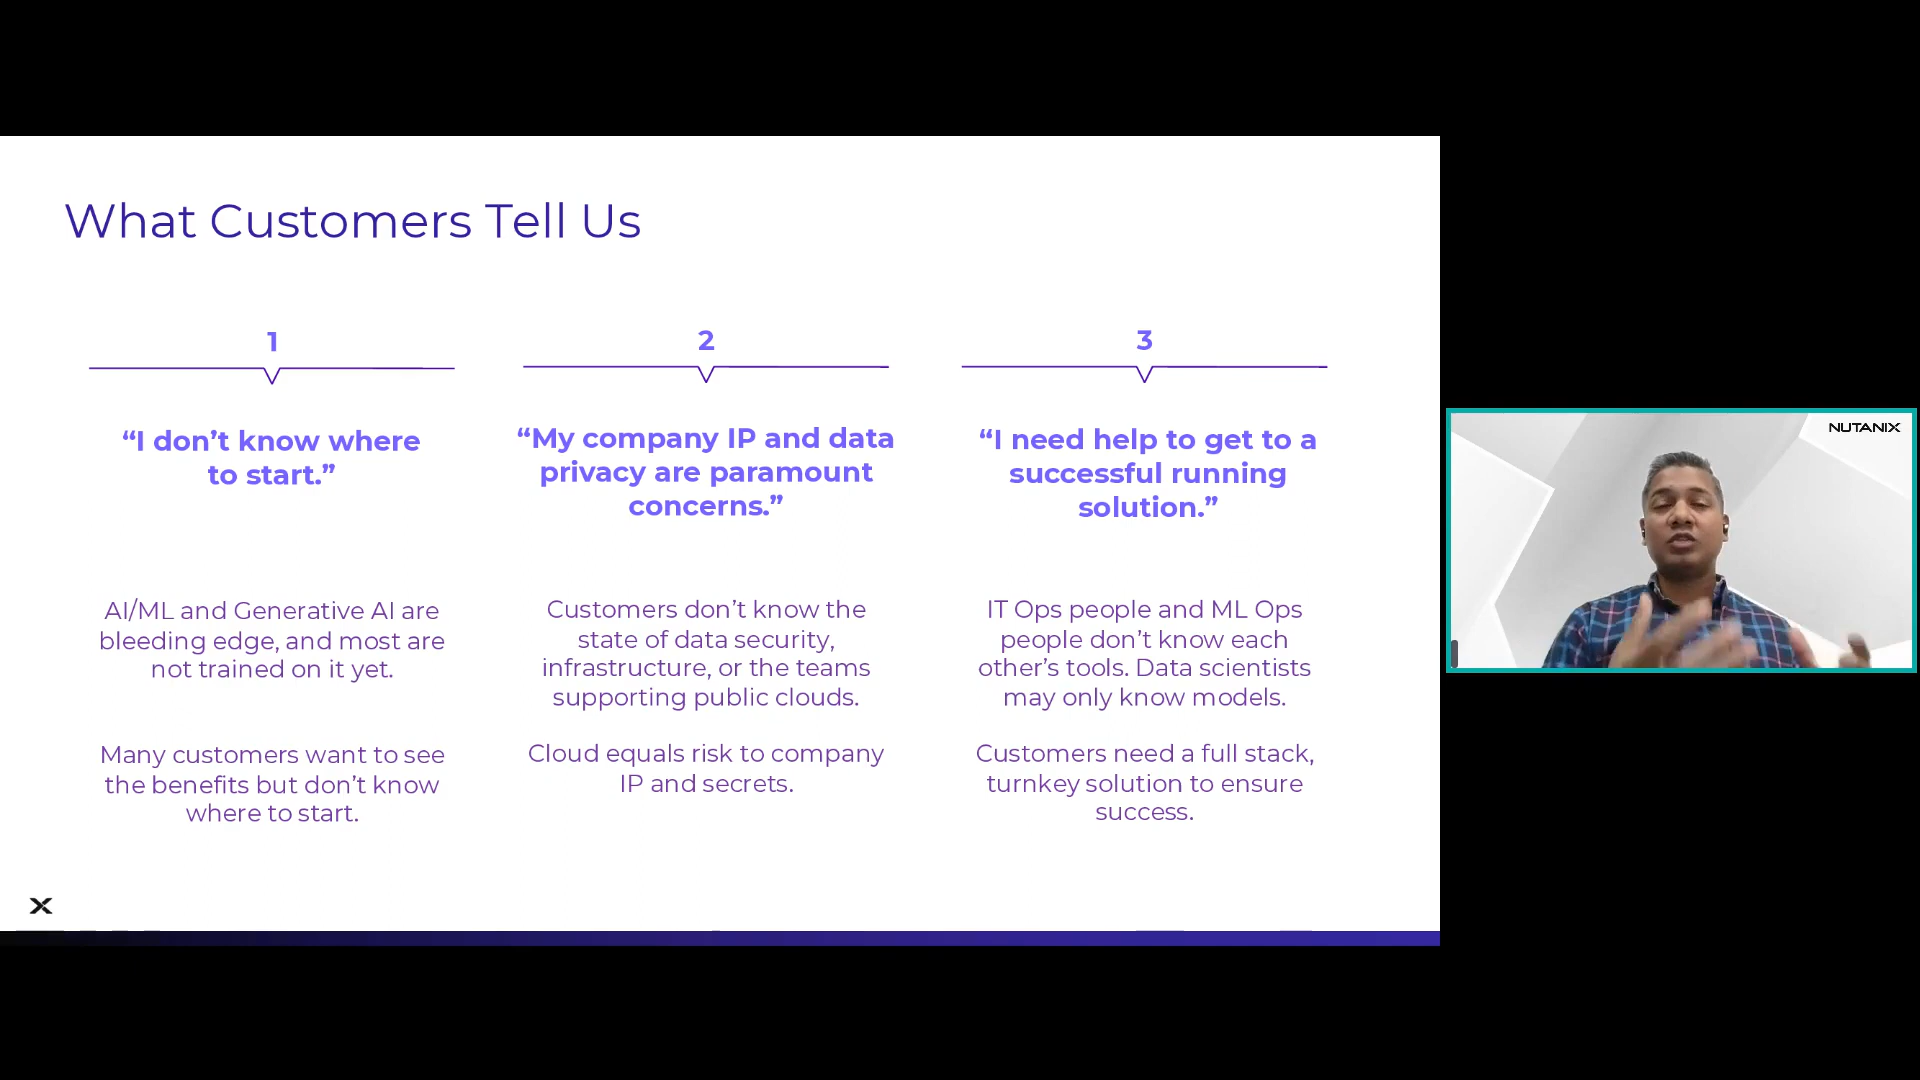 What Customers Tell Us
1
“I don’t know where
to start.”
AI/ML and Generative AI are
bleeding edge, and most are
not trained on it yet.
Many customers want to see
the benefits but don’t know
where to start.
2
“My company IP and data
privacy are paramount
concerns.”
Customers don’t know the
state of data security,
infrastructure, or the teams
supporting public clouds.
Cloud equals risk to company
IP and secrets.
3
“I need help to get to a
successful running
solution.”
IT Ops people and ML Ops
people don’t know each
other’s tools. Data scientists
may only know models.
Customers need a full stack,
turnkey solution to ensure
success.
NUTANIX